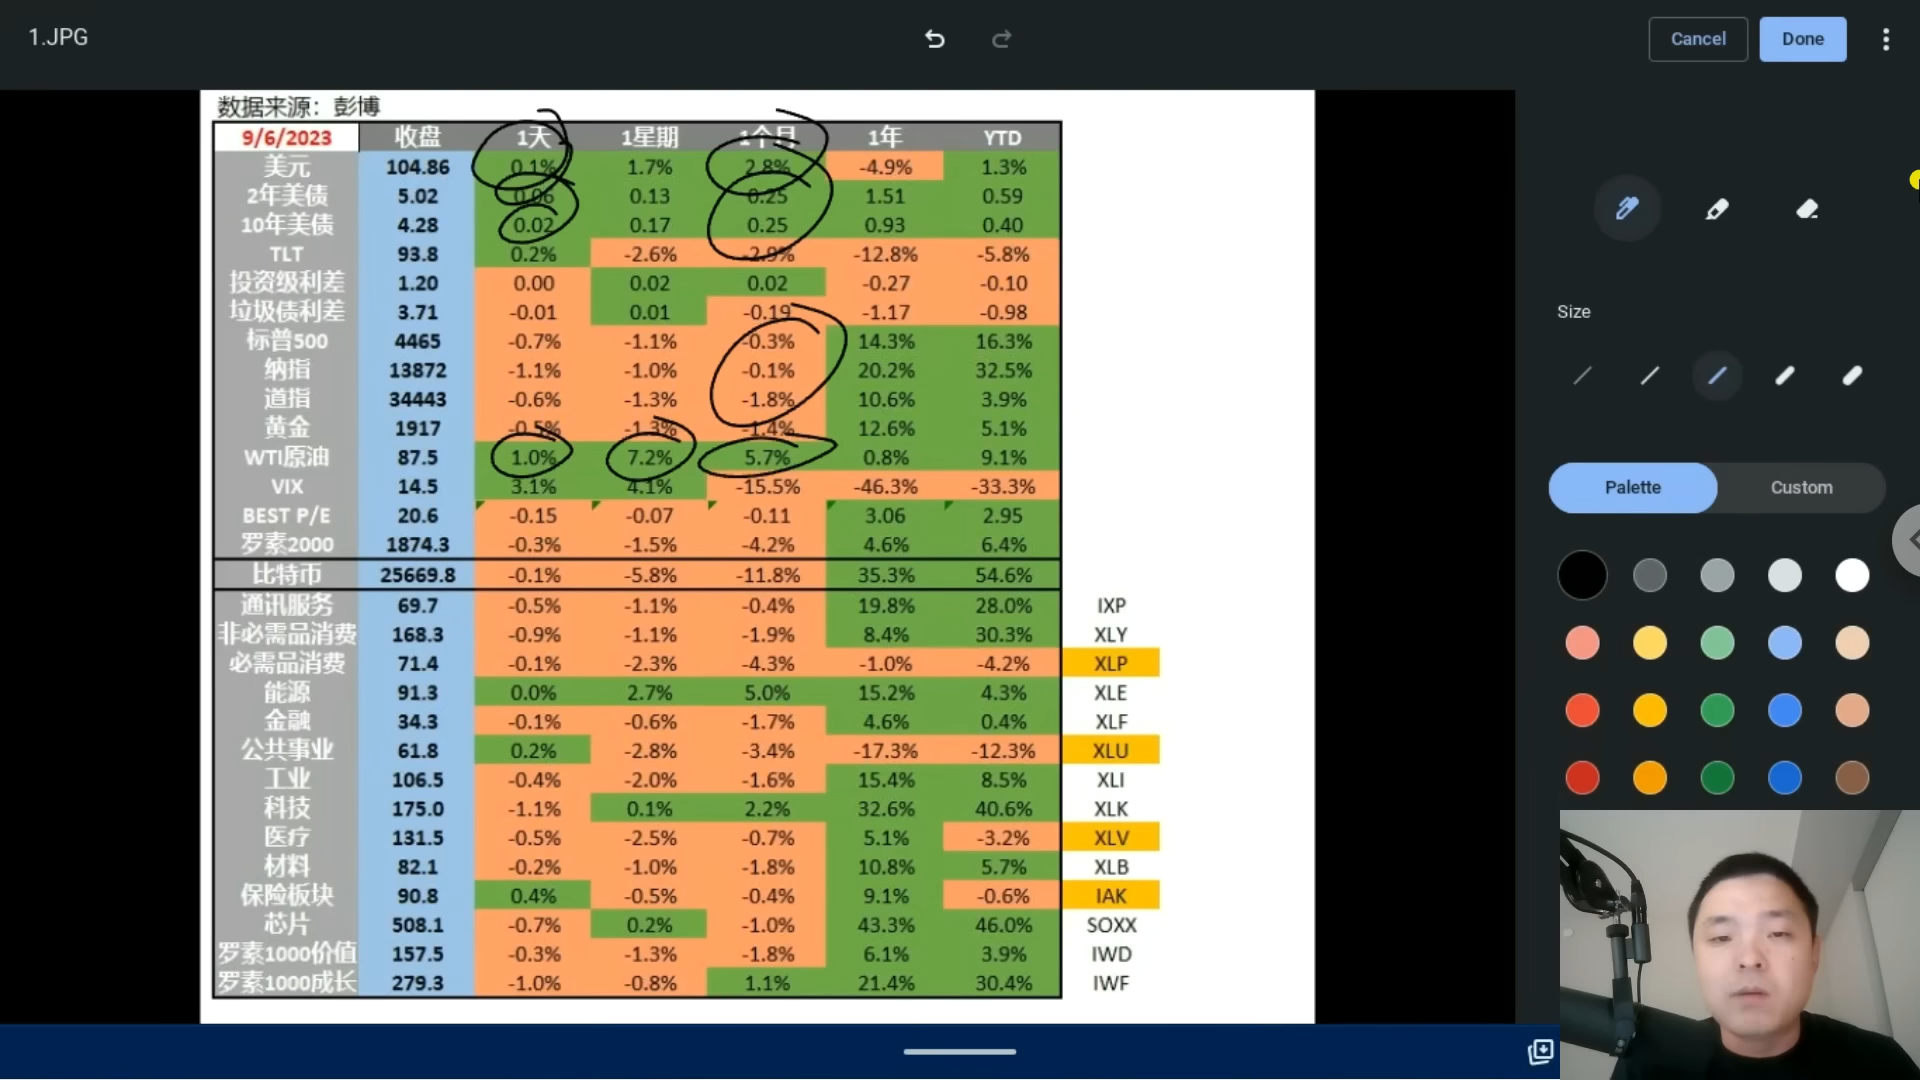 1.JPG
Cancel
Done
数据来源：彭博
9/6/2023 收盘 1天 1星期 1个月 1年 YTD
美元 104.86 0.1% 1.7% 2.8% -4.9% 1.3%
2年美债 5.02 0.06 0.13 0.25 1.51 0.59
10年美债 4.28 0.02 0.17 0.25 0.93 0.40
TLT 93.8 0.2% -2.6% -2.9% -12.8% -5.8%
投资级利差 1.20 0.00 0.02 0.02 -0.27 -0.10
垃圾债利差 3.71 -0.01 0.01 -0.19 -1.17 -0.98
标普500 4465 -0.7% -1.1% -0.3% 14.3% 16.3%
纳指 13872 -1.1% -1.0% -0.1% 20.2% 32.5%
道指 34443 -0.6% -1.3% -1.8% 10.6% 3.9%
黄金 1917 -0.5% -1.3% -1.4% 12.6% 5.1%
WTI原油 87.5 1.0% 7.2% 5.7% 0.8% 9.1%
VIX 14.5 3.1% 4.1% -15.5% -46.3% -33.3%
BEST P/E 20.6 -0.15 -0.07 -0.11 3.06 2.95
罗素2000 1874.3 -0.3% -1.5% -4.2% 4.6% 6.4%
比特币 25669.8 -0.1% -5.8% -11.8% 35.3% 54.6%
通讯服务 69.7 -0.5% -1.1% -0.4% 19.8% 28.0% IXP
非必需品消费 168.3 -0.9% -1.1% -1.9% 8.4% 30.3% XLY
必需品消费 71.4 -0.1% -2.3% -4.3% -1.0% -4.2% XLP
能源 91.3 0.0% 2.7% 5.0% 15.2% 4.3% XLE
金融 34.3 -0.1% -0.6% -1.7% 4.6% 0.4% XLF
公共事业 61.8 0.2% -2.8% -3.4% -17.3% -12.3% XLU
工业 106.5 -0.4% -2.0% -1.6% 15.4% 8.5% XLI
科技 175.0 -1.1% 0.1% 2.2% 32.6% 40.6% XLK
医疗 131.5 -0.5% -2.5% -0.7% 5.1% -3.2% XLV
材料 82.1 -0.2% -1.0% -1.8% 10.8% 5.7% XLB
保险板块 90.8 0.4% -0.5% -0.4% 9.1% -0.6% IAK
芯片 508.1 -0.7% 0.2% -1.0% 43.3% 46.0% SOXX
罗素1000价值 157.5 -0.3% -1.3% -1.8% 6.1% 3.9% IWD
罗素1000成长 279.3 -1.0% -0.8% 1.1% 21.4% 30.4% IWF
Size
Palette
Custom